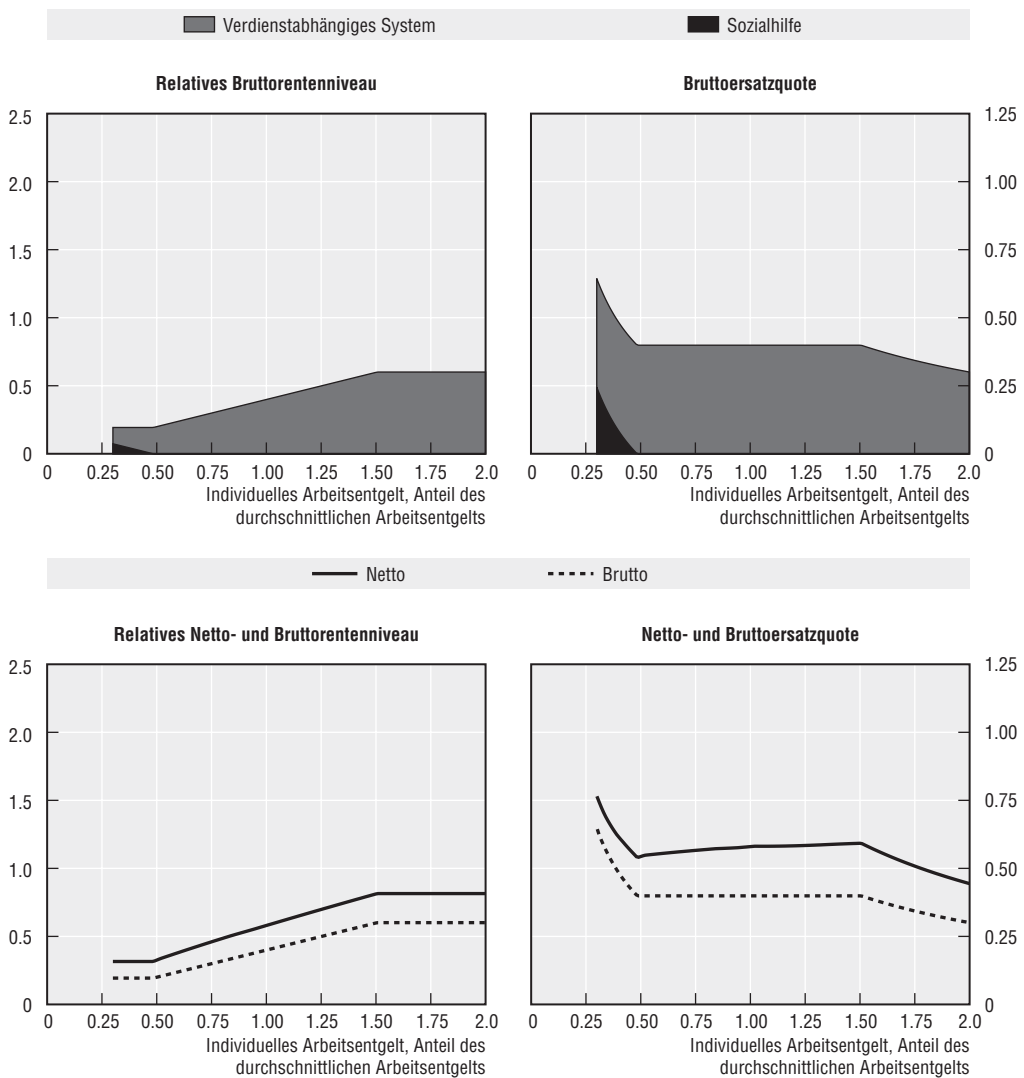 Verdienstabhängiges System Sozialhilfe
Relatives Bruttorentenniveau
2.5
2.0
1.5
1.0
0.5
0
0 0.25 0.50 0.75 1.00 1.25 1.50 1.75 2.0
Individuelles Arbeitsentgelt, Anteil des
durchschnittlichen Arbeitsentgelts
Bruttoersatzquote
1.25
1.00
0.75
0.50
0.25
0
0 0.25 0.50 0.75 1.00 1.25 1.50 1.75 2.0
Individuelles Arbeitsentgelt, Anteil des
durchschnittlichen Arbeitsentgelts
Netto Brutto
Relatives Netto- und Bruttorentenniveau
2.5
2.0
1.5
1.0
0.5
0
0 0.25 0.50 0.75 1.00 1.25 1.50 1.75 2.0
Individuelles Arbeitsentgelt, Anteil des
durchschnittlichen Arbeitsentgelts
Netto- und Bruttoersatzquote
1.25
1.00
0.75
0.50
0.25
0
0 0.25 0.50 0.75 1.00 1.25 1.50 1.75 2.0
Individuelles Arbeitsentgelt, Anteil des
durchschnittlichen Arbeitsentgelts